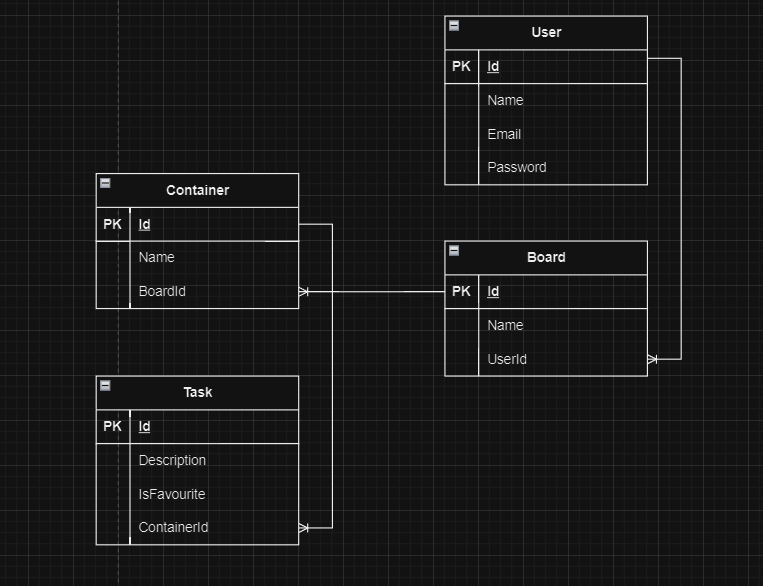 User
PK Id
Name
Email
Password
Container
PK Id
Name
BoardId
Board
PK Id
Name
UserId
Task
PK Id
Description
IsFavourite
ContainerId